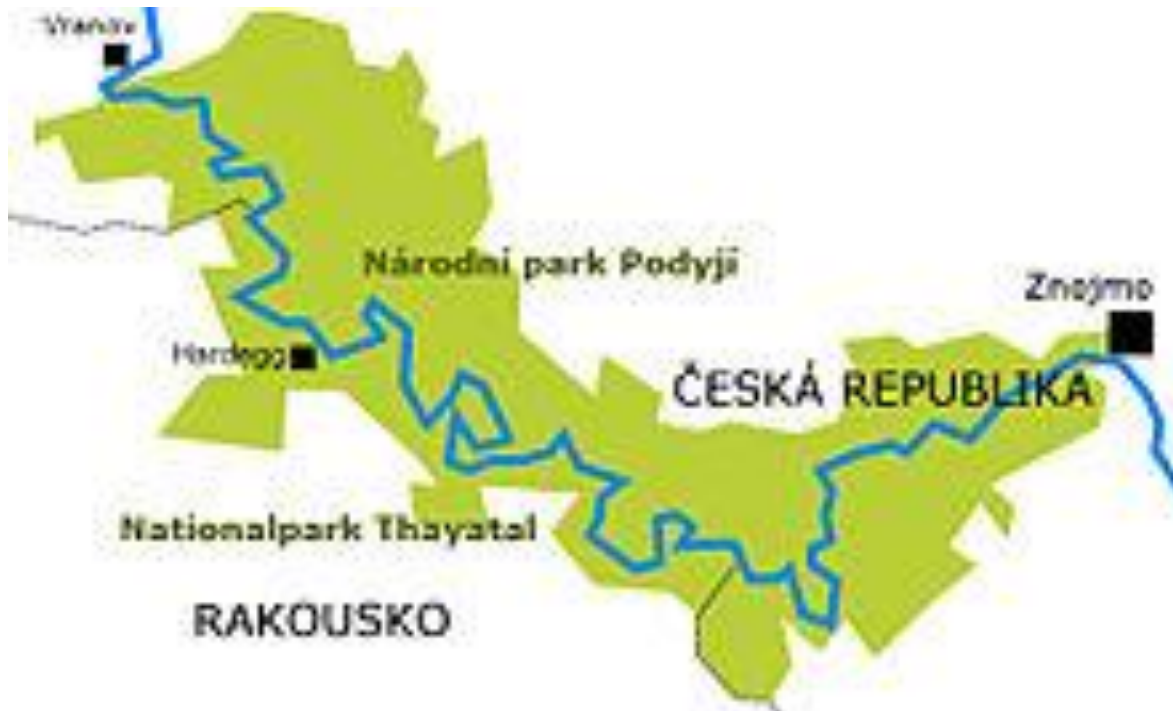 Vranov
Národní park Podyjí
Znojmo
Hardegg
ČESKÁ REPUBLIKA
Nationalpark Thayatal
RAKOUSKO